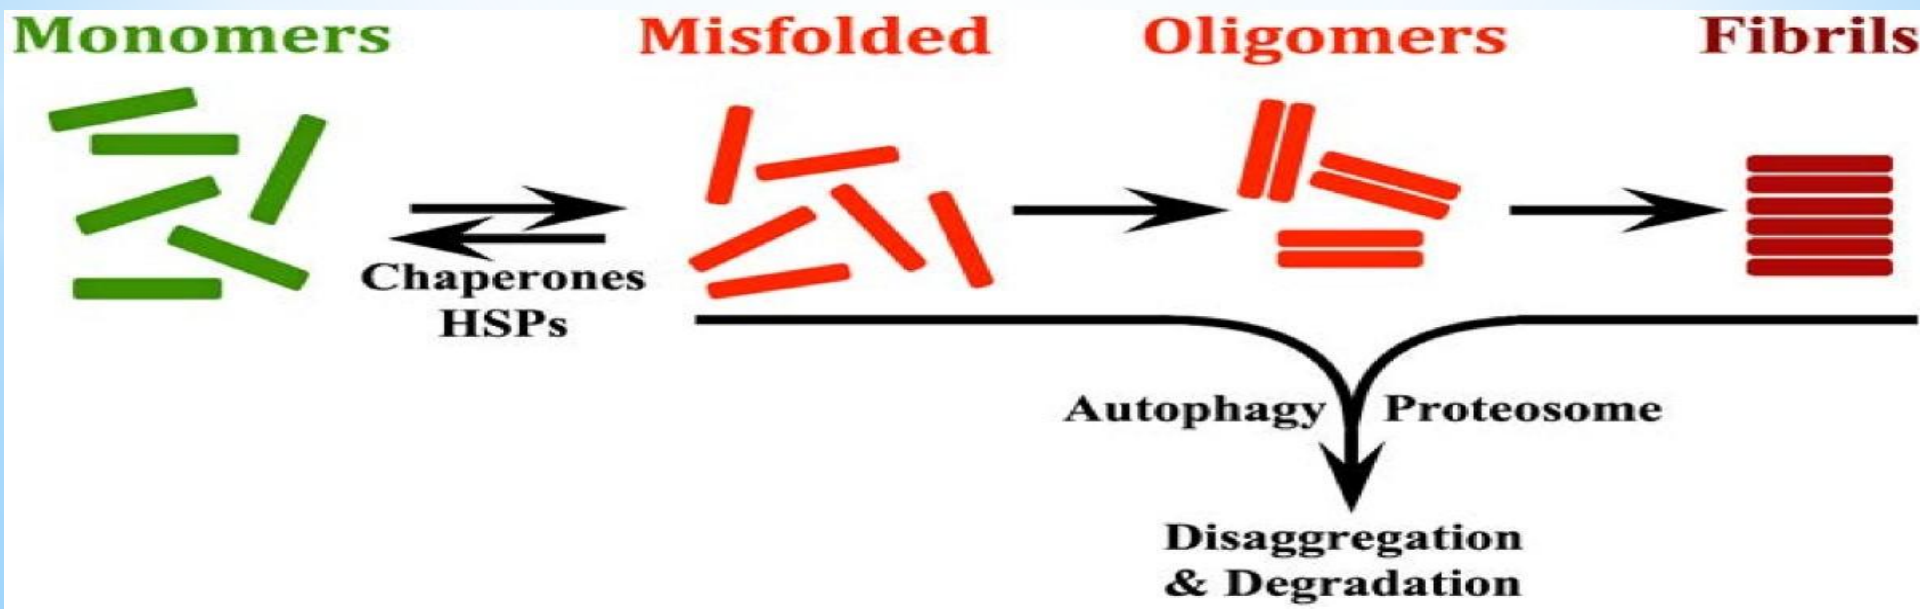 Monomers
Misfolded
Oligomers
Fibrils
Chaperones
HSPs
Autophagy
Proteosome
Disaggregation
& Degradation